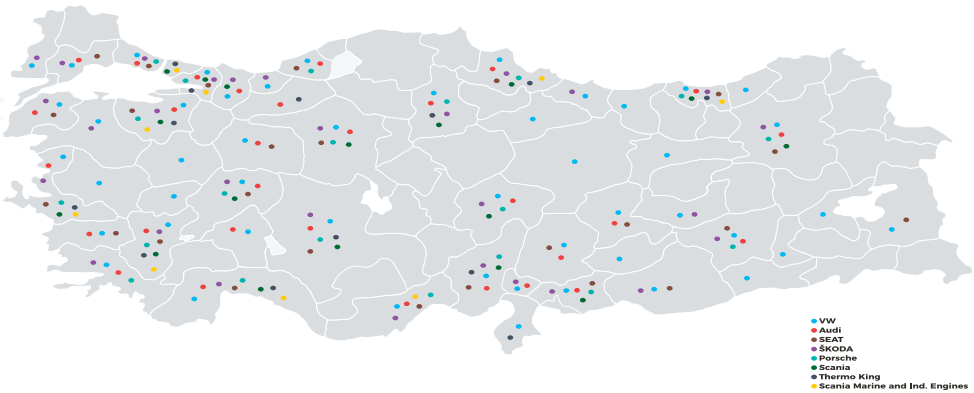 VW
Audi
SEAT
ŠKODA
Porsche
Scania
Thermo King
Scania Marine and Ind. Engines